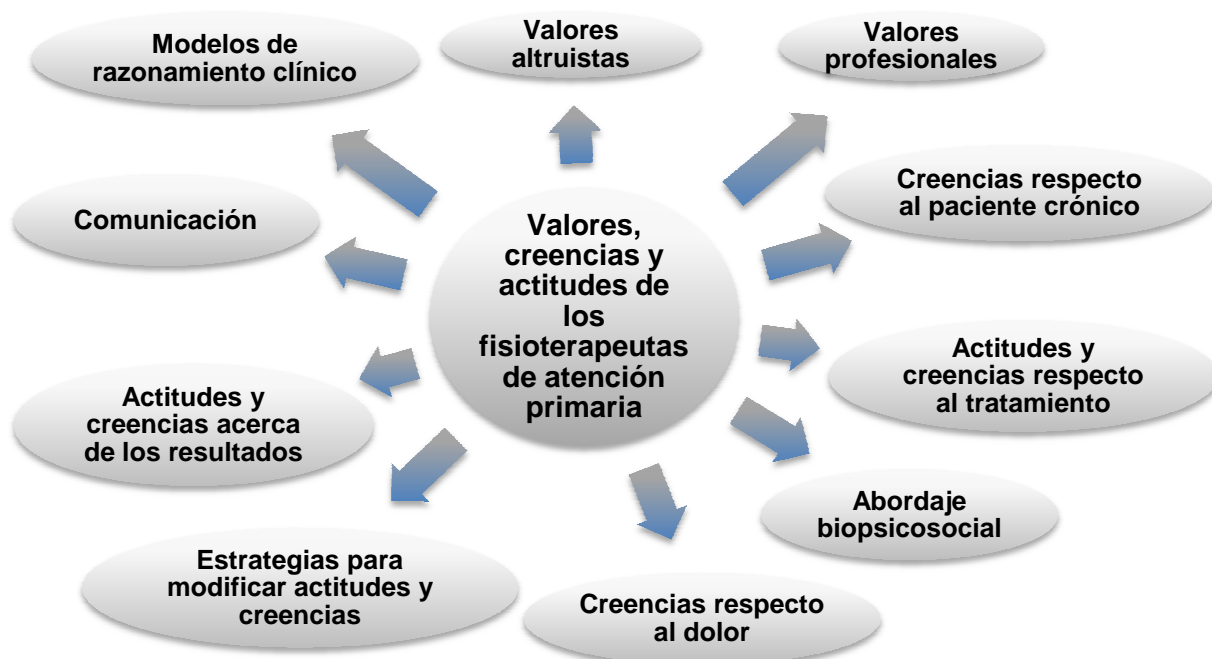 Modelos de
razonamiento clínico
Valores
altruistas
Valores
profesionales
Comunicación
Valores,
creencias y
actitudes de
los
fisioterapeutas
de atención
primaria
Creencias respecto
al paciente crónico
Actitudes y
creencias respecto
al tratamiento
Actitudes y
creencias acerca
de los resultados
Abordaje
biopsicosocial
Estrategias para
modificar actitudes y
creencias
Creencias respecto
al dolor